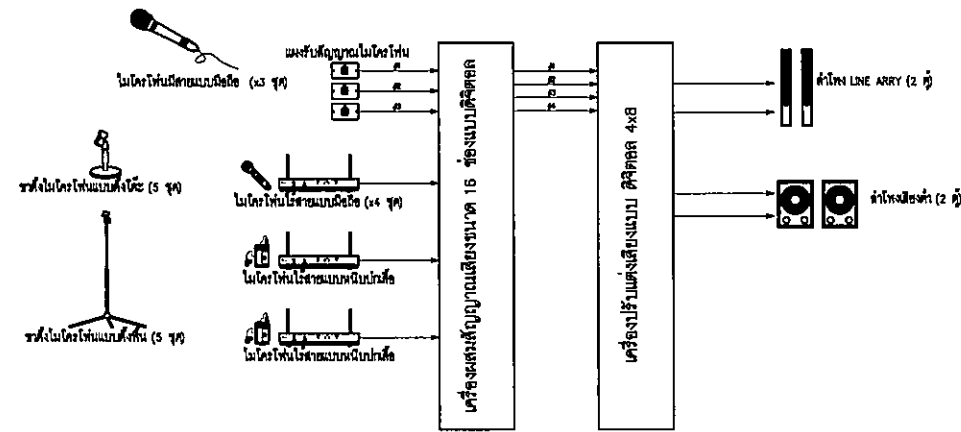 ไมโครโฟนมีสายแบบมือถือ (x3 ชุด)
ขาตั้งไมโครโฟนแบบตั้งโต๊ะ (5 ชุด)
ขาตั้งไมโครโฟนแบบตั้งพื้น (5 ชุด)
แผงรับสัญญาณไมโครโฟน
ไมโครโฟนไร้สายแบบมือถือ (x4 ชุด)
ไมโครโฟนไร้สายแบบหนีบปกเสื้อ
ไมโครโฟนไร้สายแบบหนีบปกเสื้อ
เครื่องผสมสัญญาณเสียงขนาด 16 ช่องแบบดิจิตอล
เครื่องปรับแต่งเสียงแบบ ดิจิตอล 4x8
ลำโพง LINE ARRY (2 คู่)
ลำโพงเสียงต่ำ (2 คู่)